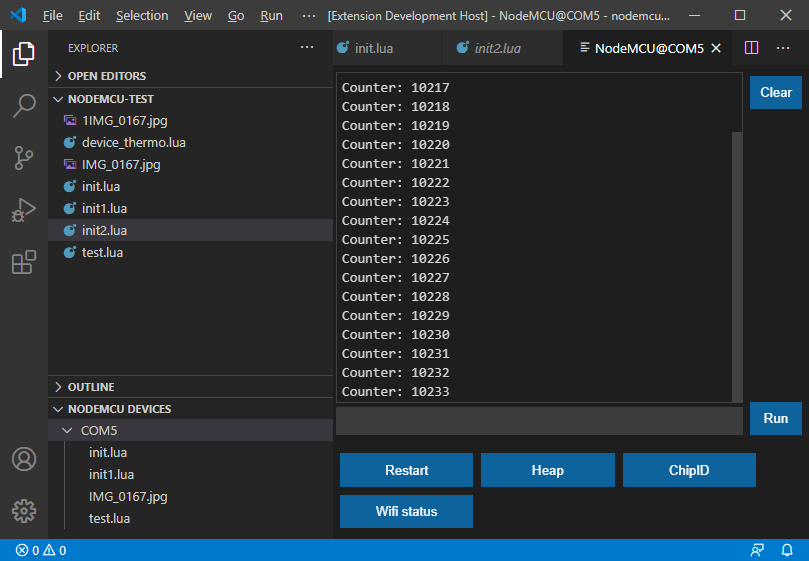 File Edit Selection View Go Run ··· [Extension Development Host] - NodeMCU@COM5 - nodemcu...
EXPLORER ···
OPEN EDITORS
NODEMCU-TEST
1IMG_0167.jpg
device_thermo.lua
IMG_0167.jpg
init.lua
init1.lua
init2.lua
test.lua
OUTLINE
NODEMCU DEVICES
COM5
init.lua
init1.lua
IMG_0167.jpg
test.lua
init.lua init2.lua NodeMCU@COM5 ···
Counter: 10217
Counter: 10218
Counter: 10219
Counter: 10220
Counter: 10221
Counter: 10222
Counter: 10223
Counter: 10224
Counter: 10225
Counter: 10226
Counter: 10227
Counter: 10228
Counter: 10229
Counter: 10230
Counter: 10231
Counter: 10232
Counter: 10233
Clear
Run
Restart Heap ChipID
Wifi status
0 0